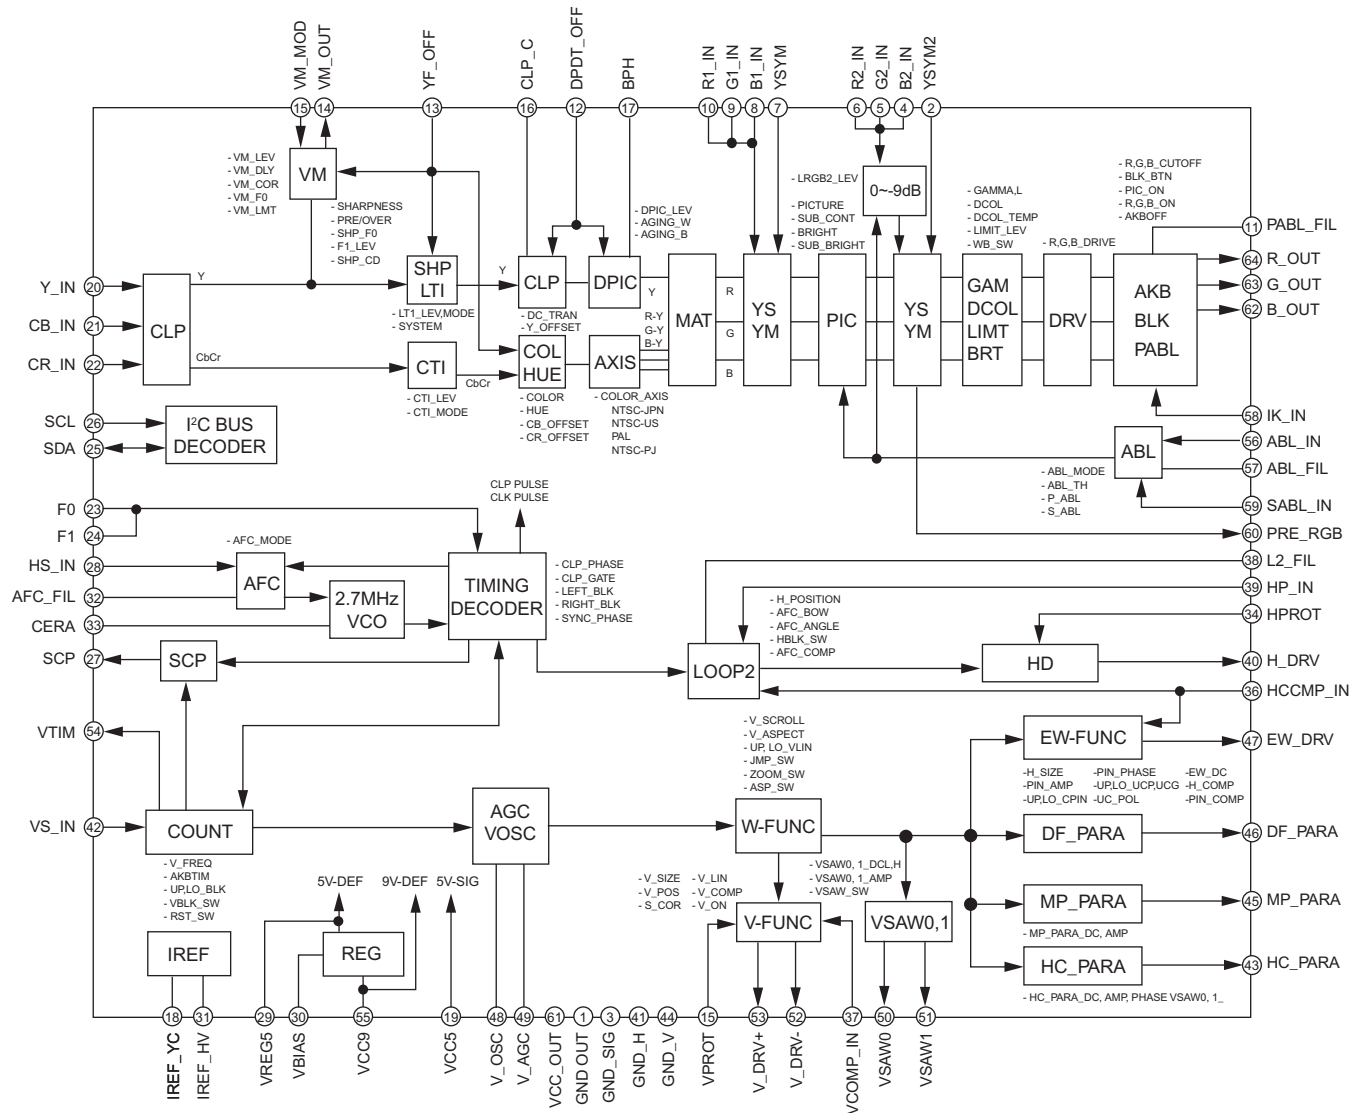 VM_MOD
VM_OUT
YF_OFF
CLP_C
DPDT_OFF
BPH
R1_IN
G1_IN
B1_IN
YSYM
R2_IN
G2_IN
B2_IN
YSYM2
15
14
13
16
12
17
10
9
8
7
6
5
4
2
VM
- VM_LEV
- VM_DLY
- VM_COR
- VM_F0
- VM_LMT
- SHARPNESS
- PRE/OVER
- SHP_F0
- F1_LEV
- SHP_CD
- DPIC_LEV
- AGING_W
- AGING_B
- LRGB2_LEV
0~-9dB
- PICTURE
- SUB_CONT
- BRIGHT
- SUB_BRIGHT
- GAMMA,L
- DCOL
- DCOL_TEMP
- LIMIT_LEV
- WB_SW
- R,G,B_DRIVE
- R,G,B_CUTOFF
- BLK_BTN
- PIC_ON
- R,G,B_ON
- AKBOFF
11 PABL_FIL
64 R_OUT
63 G_OUT
62 B_OUT
Y_IN 20
CB_IN 21
CR_IN 22
CLP
Y
CbCr
SHP
LTI
- LT1_LEV,MODE
- SYSTEM
Y
CLP
- DC_TRAN
- Y_OFFSET
DPIC
Y
R-Y
G-Y
B-Y
MAT
R
G
B
YS
YM
PIC
YS
YM
GAM
DCOL
LIMT
BRT
DRV
AKB
BLK
PABL
CTI
- CTI_LEV
- CTI_MODE
CbCr
COL
HUE
- COLOR
- HUE
- CB_OFFSET
- CR_OFFSET
AXIS
- COLOR_AXIS
NTSC-JPN
NTSC-US
PAL
NTSC-PJ
SCL 26
SDA 25
I²C BUS
DECODER
58 IK_IN
56 ABL_IN
57 ABL_FIL
59 SABL_IN
60 PRE_RGB
ABL
- ABL_MODE
- ABL_TH
- P_ABL
- S_ABL
CLP PULSE
CLK PULSE
F0 23
F1 24
HS_IN 28
AFC_FIL 32
CERA 33
SCP 27
VTIM 54
VS_IN 42
- AFC_MODE
AFC
2.7MHz
VCO
TIMING
DECODER
- CLP_PHASE
- CLP_GATE
- LEFT_BLK
- RIGHT_BLK
- SYNC_PHASE
SCP
38 L2_FIL
39 HP_IN
34 HPROT
40 H_DRV
36 HCCMP_IN
47 EW_DRV
46 DF_PARA
45 MP_PARA
43 HC_PARA
- H_POSITION
- AFC_BOW
- AFC_ANGLE
- HBLK_SW
- AFC_COMP
LOOP2
HD
- V_SCROLL
- V_ASPECT
- UP, LO_VLIN
- JMP_SW
- ZOOM_SW
- ASP_SW
EW-FUNC
-H_SIZE -PIN_PHASE -EW_DC
-PIN_AMP -UP,LO_UCP,UCG -H_COMP
-UP,LO_CPIN -UC_POL -PIN_COMP
COUNT
- V_FREQ
- AKBTIM
- UP,LO_BLK
- VBLK_SW
- RST_SW
AGC
VOSC
W-FUNC
DF_PARA
5V-DEF
9V-DEF
5V-SIG
- V_SIZE - V_LIN
- V_POS - V_COMP
- S_COR - V_ON
- VSAW0, 1_DCL,H
- VSAW0, 1_AMP
- VSAW_SW
V-FUNC
VSAW0,1
MP_PARA
- MP_PARA_DC, AMP
IREF
REG
HC_PARA
- HC_PARA_DC, AMP, PHASE VSAW0, 1_
18
31
29
30
55
19
48
49
61
1
3
41
44
15
53
52
37
50
51
IREF_YC
IREF_HV
VREG5
VBIAS
VCC9
VCC5
V_OSC
V_AGC
VCC_OUT
GND OUT
GND_SIG
GND_H
GND_V
VPROT
V_DRV+
V_DRV-
VCOMP_IN
VSAW0
VSAW1